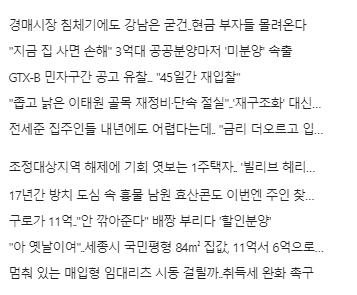 경매시장 침체기에도 강남은 굳건..현금 부자들 몰려온다
"지금 집 사면 손해" 3억대 공공분양마저 '미분양' 속출
GTX-B 민자구간 공고 유찰... "45일간 재입찰"
"좁고 낡은 이태원 골목 재정비·단속 절실"..'재구조화' 대신...
전세준 집주인들 내년에도 어렵다는데.. "금리 더오르고 입...
조정대상지역 해제에 기회 엿보는 1주택자.. '빌리브 헤리...
17년간 방치 도심 속 흉물 남원 효산콘도 이번엔 주인 찾...
구로가 11억.."안 깎아준다" 배짱 부리다 '할인분양'
"아 옛날이여"..세종시 국민평형 84㎡ 집값, 11억서 6억으로...
멈춰 있는 매입형 임대리츠 시동 걸릴까..취득세 완화 촉구